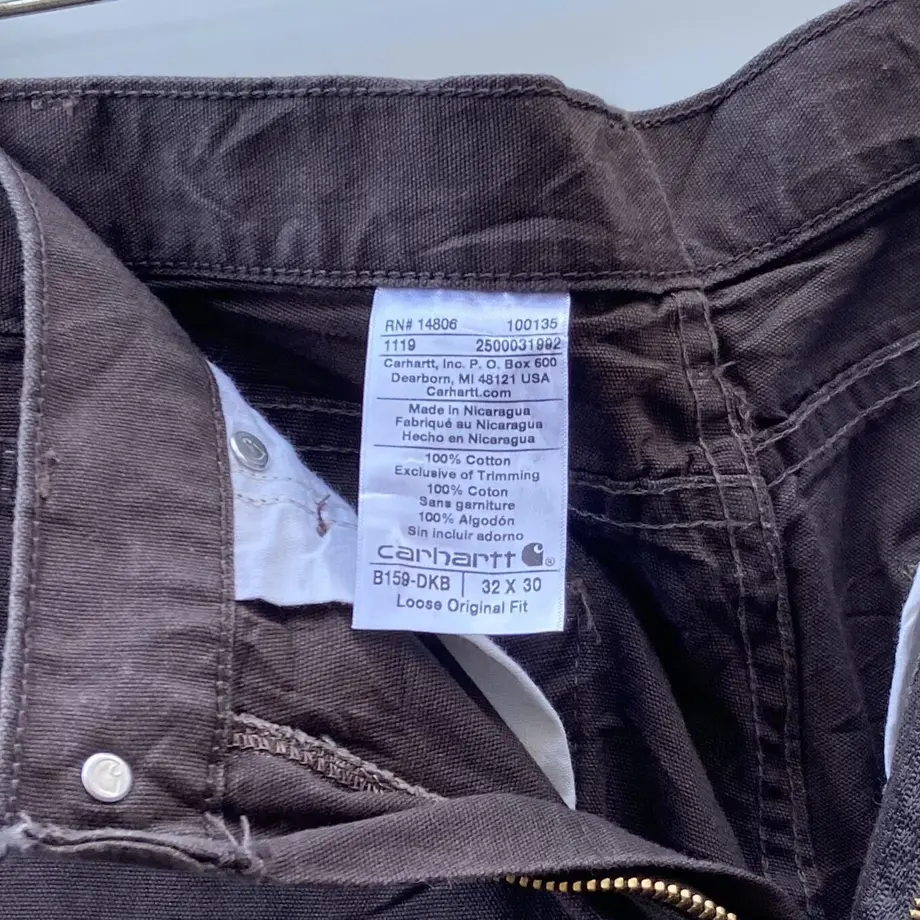 RN# 14806 100135
1119 2500031992
Carhartt, Inc. P. O. Box 600
Dearborn, MI 48121 USA
Carhartt.com
Made in Nicaragua
Fabriqué au Nicaragua
Hecho en Nicaragua
100% Cotton
Exclusive of Trimming
100% Coton
Sans garniture
100% Algodón
Sin incluir adorno
carhartt ®
B159-DKB 32 X 30
Loose Original Fit